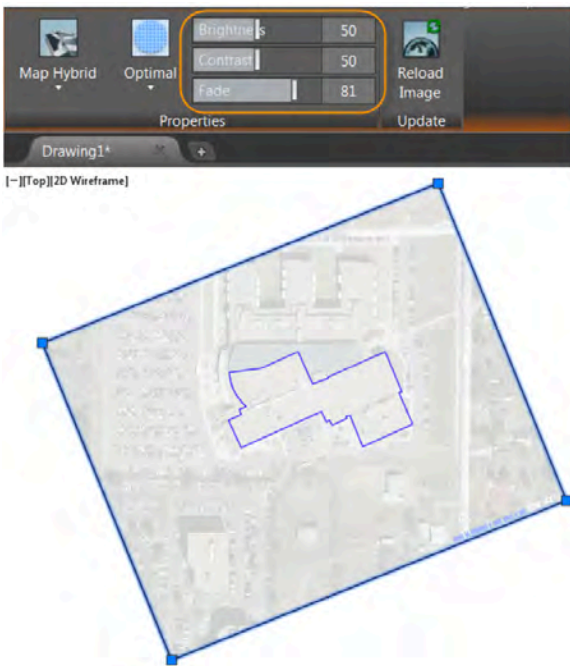 Map Hybrid
Optimal
Brightness 50
Contrast 50
Fade 81
Reload
Image
Properties
Update
Drawing1*
[−][Top][2D Wireframe]